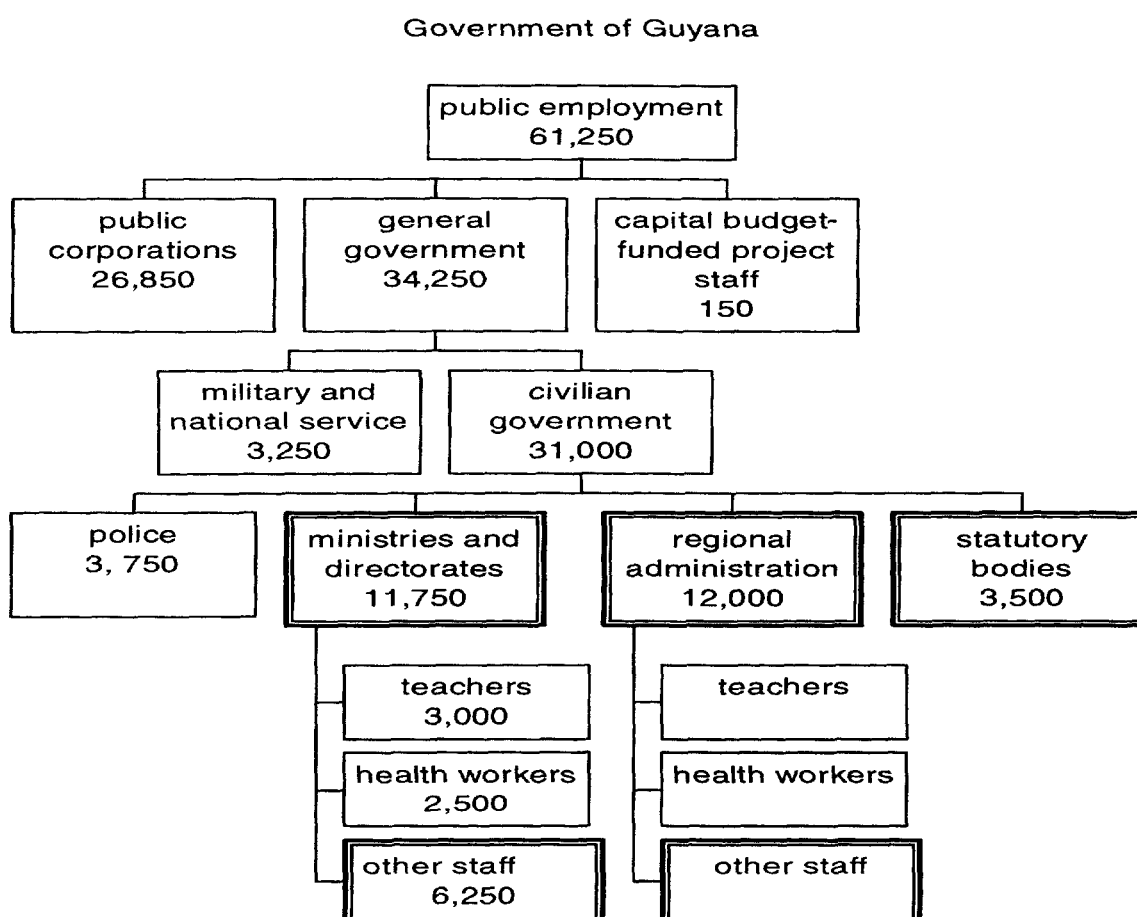 Government of Guyana
public employment
61,250
public
corporations
26,850
general
government
34,250
capital budget-
funded project
staff
150
military and
national service
3,250
civilian
government
31,000
police
3, 750
ministries and
directorates
11,750
regional
administration
12,000
statutory
bodies
3,500
teachers
3,000
health workers
2,500
other staff
6,250
teachers
health workers
other staff